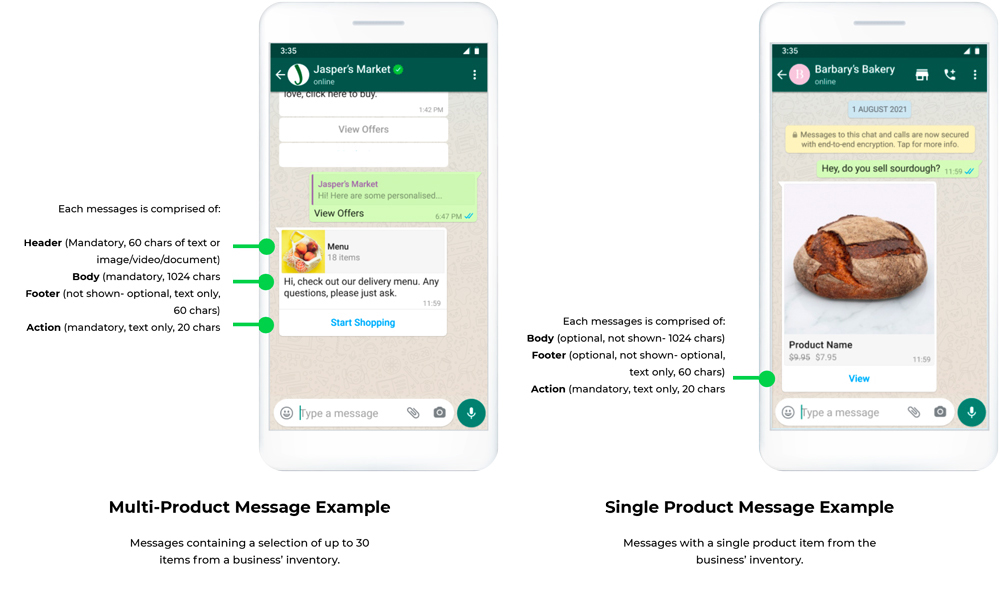 3:35
Jasper's Market
online
love, click here to buy.
1:42 PM
View Offers
Jasper's Market
Hi! Here are some personalised...
View Offers
6:47 PM
Menu
18 items
Hi, check out our delivery menu. Any
questions, please just ask.
11:59
Start Shopping
Type a message
Each messages is comprised of:
Header (Mandatory, 60 chars of text or
image/video/document)
Body (mandatory, 1024 chars
Footer (not shown- optional, text only,
60 chars)
Action (mandatory, text only, 20 chars
Multi-Product Message Example
Messages containing a selection of up to 30
items from a business' inventory.
3:35
B
Barbary's Bakery
online
1 AUGUST 2021
Messages to this chat and calls are now secured
with end-to-end encryption. Tap for more info.
Hey, do you sell sourdough?
11:59
Product Name
$9.95 $7.95
11:59
View
Type a message
Each messages is comprised of:
Body (optional, not shown- 1024 chars)
Footer (optional, not shown- optional,
text only, 60 chars)
Action (mandatory, text only, 20 chars
Single Product Message Example
Messages with a single product item from the
business' inventory.